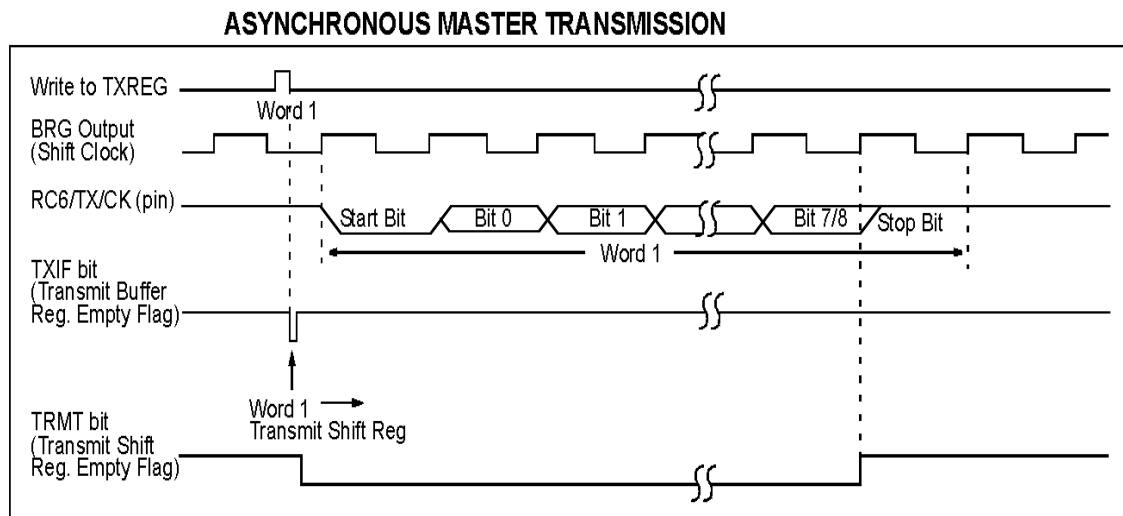 ASYNCHRONOUS MASTER TRANSMISSION
Write to TXREG
Word 1
BRG Output
(Shift Clock)
RC6/TX/CK (pin)
Start Bit
Bit 0
Bit 1
Bit 7/8
Stop Bit
Word 1
TXIF bit
(Transmit Buffer
Reg. Empty Flag)
Word 1
Transmit Shift Reg
TRMT bit
(Transmit Shift
Reg. Empty Flag)